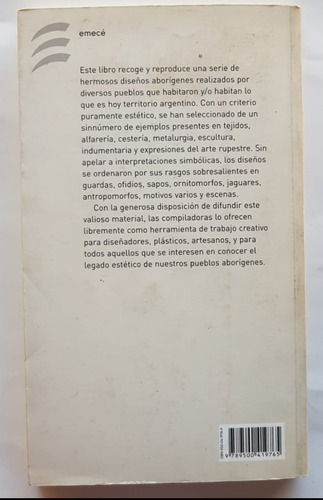 emecé
Este libro recoge y reproduce una serie de
hermosos diseños aborígenes realizados por
diversos pueblos que habitaron y/o habitan lo
que es hoy territorio argentino. Con un criterio
puramente estético, se han seleccionado de un
sinnúmero de ejemplos presentes en tejidos,
alfarería, cestería, metalurgia, escultura,
indumentaria y expresiones del arte rupestre. Sin
apelar a interpretaciones simbólicas, los diseños
se ordenaron por sus rasgos sobresalientes en
guardas, ofidios, sapos, ornitomorfos, jaguares,
antropomorfos, motivos varios y escenas.
Con la generosa disposición de difundir este
valioso material, las compiladoras lo ofrecen
libremente como herramienta de trabajo creativo
para diseñadores, plásticos, artesanos, y para
todos aquellos que se interesen en conocer el
legado estético de nuestros pueblos aborígenes.
9 789500 419765